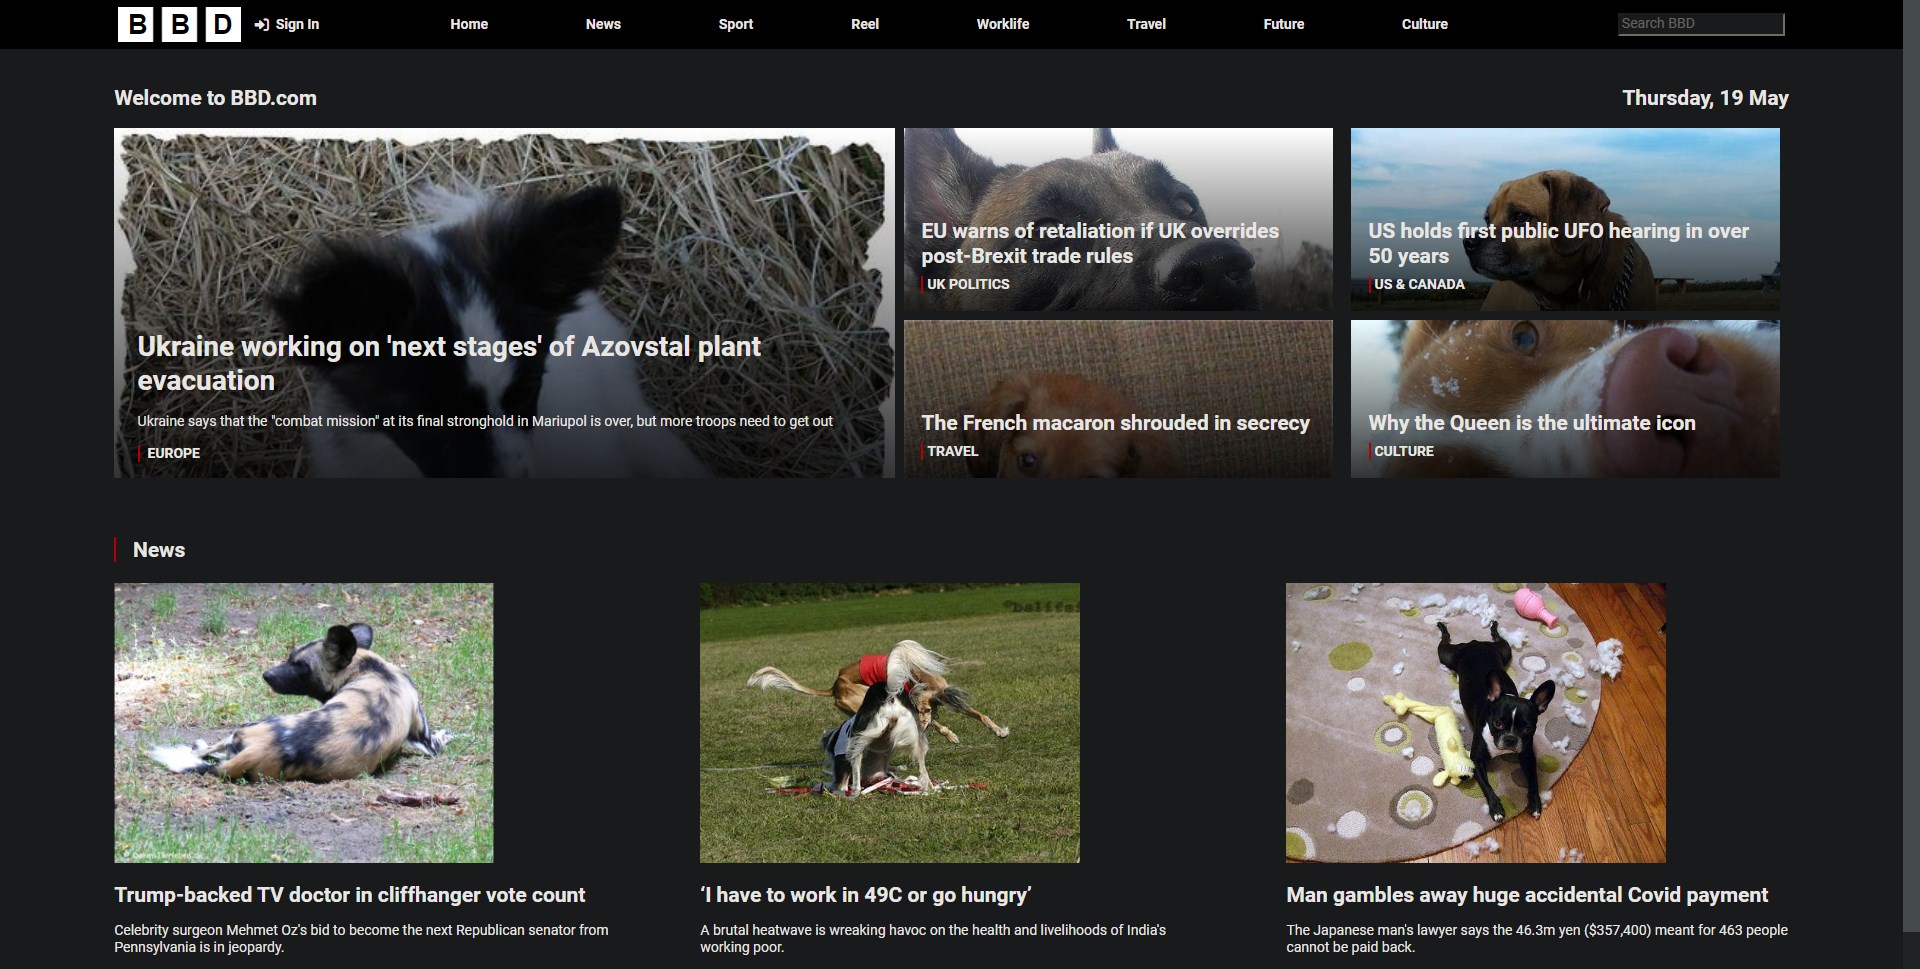 B B D
Sign In
Home
News
Sport
Reel
Worklife
Travel
Future
Culture
Search BBD
Welcome to BBD.com
Thursday, 19 May
Ukraine working on 'next stages' of Azovstal plant
evacuation
Ukraine says that the "combat mission" at its final stronghold in Mariupol is over, but more troops need to get out
EUROPE
EU warns of retaliation if UK overrides
post-Brexit trade rules
UK POLITICS
US holds first public UFO hearing in over
50 years
US & CANADA
The French macaron shrouded in secrecy
TRAVEL
Why the Queen is the ultimate icon
CULTURE
News
Trump-backed TV doctor in cliffhanger vote count
Celebrity surgeon Mehmet Oz's bid to become the next Republican senator from
Pennsylvania is in jeopardy.
‘I have to work in 49C or go hungry’
A brutal heatwave is wreaking havoc on the health and livelihoods of India's
working poor.
Man gambles away huge accidental Covid payment
The Japanese man's lawyer says the 46.3m yen ($357,400) meant for 463 people
cannot be paid back.